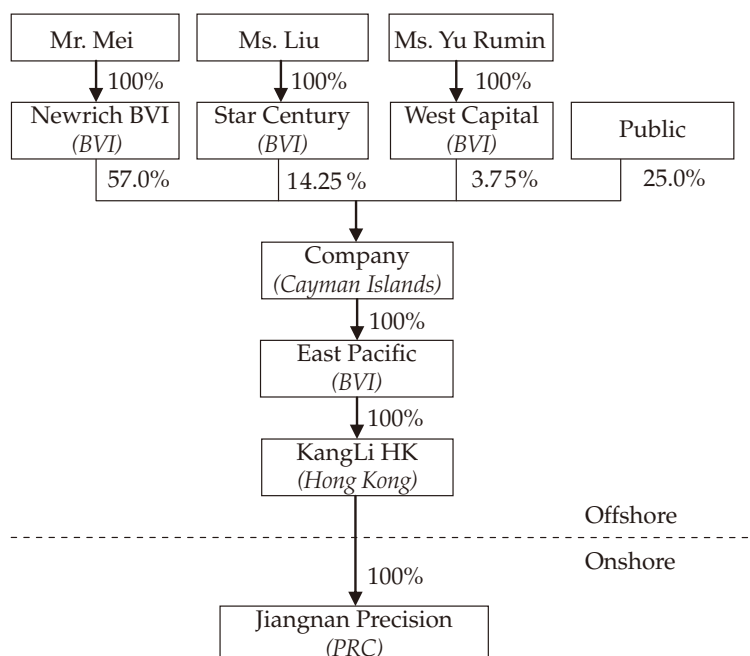 Mr. Mei
Ms. Liu
Ms. Yu Rumin
100%
100%
100%
Newrich BVI
(BVI)
Star Century
(BVI)
West Capital
(BVI)
Public
57.0%
14.25 %
3.75 %
25.0%
Company
(Cayman Islands)
100%
East Pacific
(BVI)
100%
KangLi HK
(Hong Kong)
Offshore
Onshore
100%
Jiangnan Precision
(PRC)